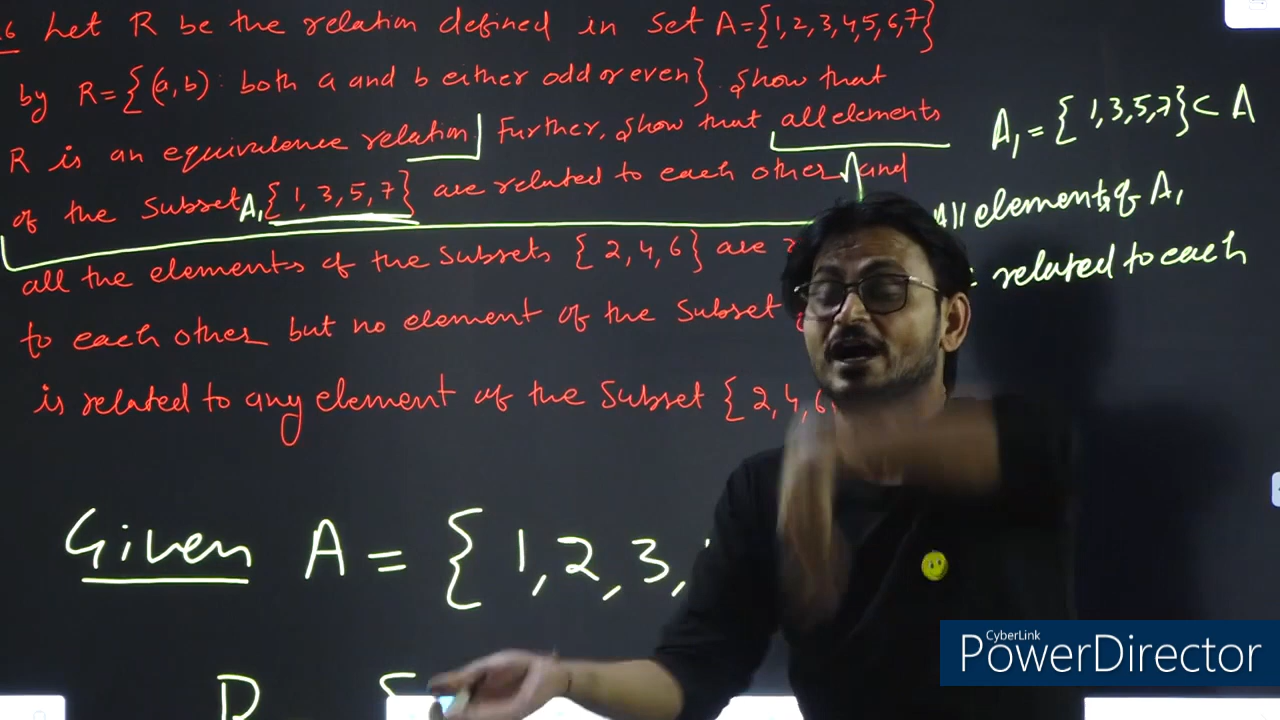 16 Let R be the relation defined in Set A={1,2,3,4,5,6,7}
by R={(a,b): both a and b either odd or even}. Show that
R is an equivalence relation. Further, show that all elements
of the Subset A₁{1,3,5,7} are related to each other and
all the elements of the Subsets {2,4,6} are
to each other but no element of the Subset
is related to any element of the Subset {2,4,6
A₁={1,3,5,7}⊂A
All elements of A₁
related to each
Given A={1,2,3,
R
CyberLink
PowerDirector